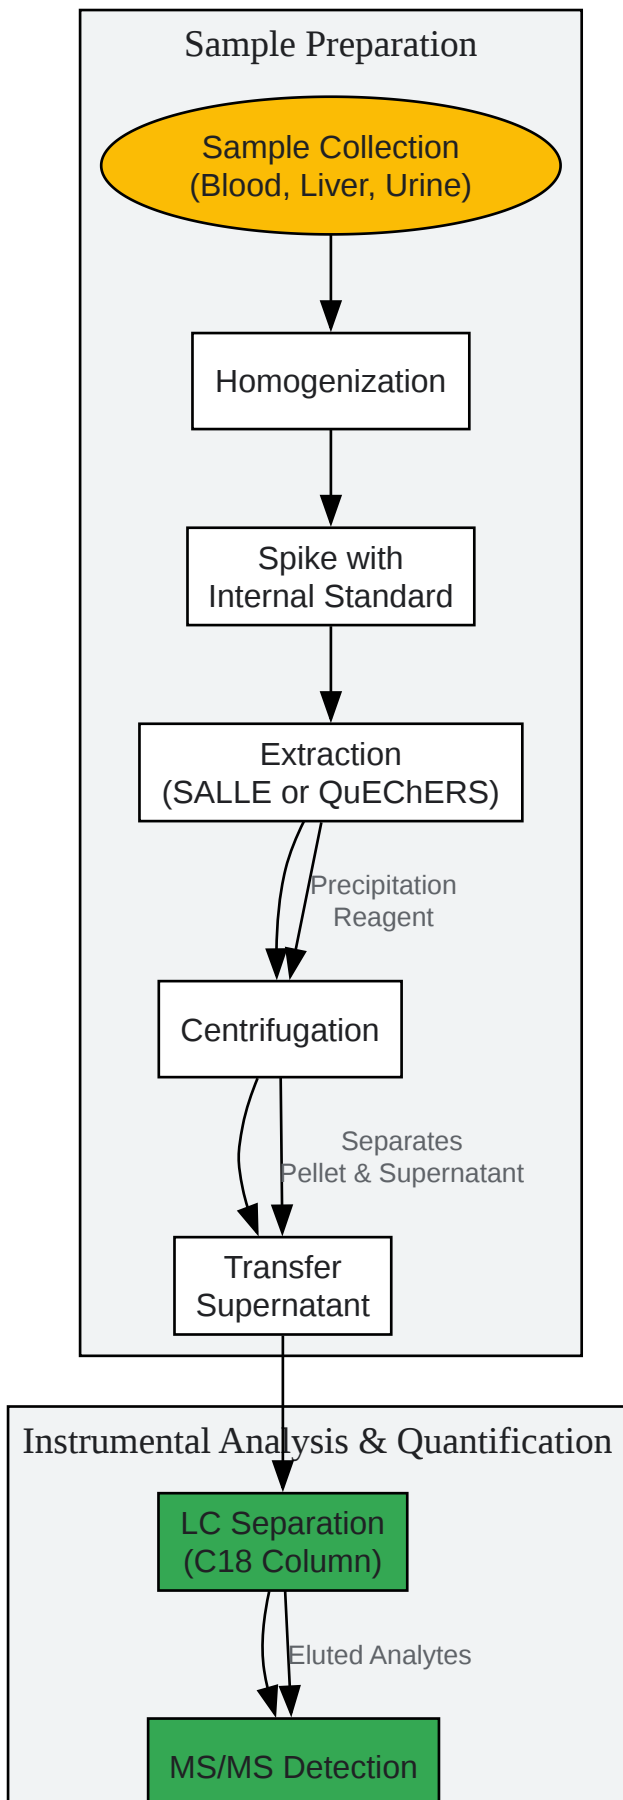 Sample Preparation
Sample Collection
(Blood, Liver, Urine)
Homogenization
Spike with
Internal Standard
Extraction
(SALLE or QuEChERS)
Precipitation
Reagent
Centrifugation
Separates
Pellet & Supernatant
Transfer
Supernatant
Instrumental Analysis & Quantification
LC Separation
(C18 Column)
Eluted Analytes
MS/MS Detection